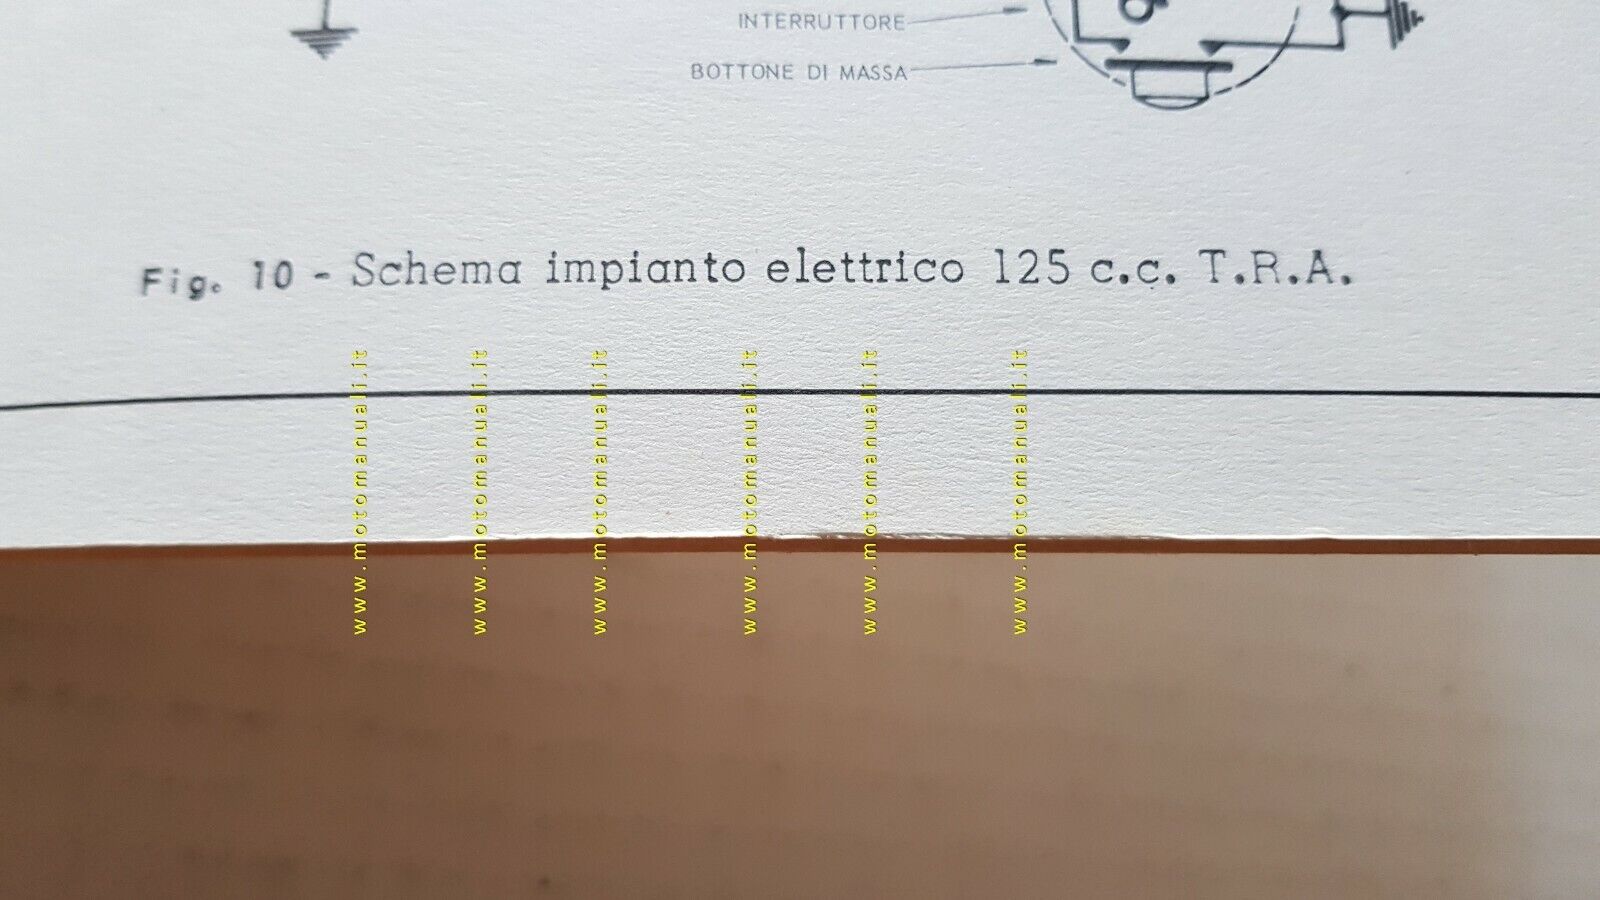 INTERRUTTORE
BOTTONE DI MASSA
Fig. 10 - Schema impianto elettrico 125 c.c. T.R.A.
www.motomanuali.it
www.motomanuali.it
www.motomanuali.it
www.motomanuali.it
www.motomanuali.it
www.motomanuali.it